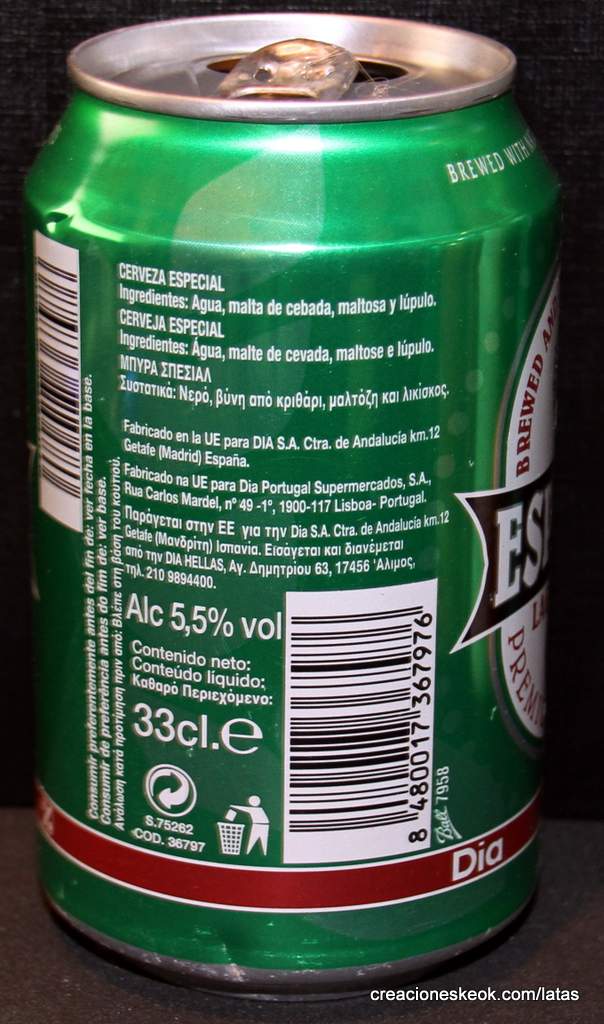 BREWED WITH
CERVEZA ESPECIAL
Ingredientes: Agua, malta de cebada, maltosa y lúpulo.
CERVEJA ESPECIAL
Ingredientes: Água, malte de cevada, maltose e lúpulo.
ΜΠΥΡΑ ΣΠΕΣΙΑΛ
Συστατικά: Νερό, βύνη από κριθάρι, μαλτόζη και λικίσκος.
Fabricado en la UE para DIA S.A. Ctra. de Andalucía km.12
Getafe (Madrid) España.
Fabricado na UE para Dia Portugal Supermercados, S.A.,
Rua Carlos Mardel, nº 49 -1º, 1900-117 Lisboa- Portugal.
Παράγεται στην ΕΕ για την Dia S.A. Ctra. de Andalucía km.12
Getafe (Μανδρίτη) Ισπανία. Εισάγεται και διανέμεται
από την DIA HELLAS, Αγ. Δημητρίου 63, 17456 Άλιμος,
τηλ. 210 9894400.
Consumir preferentemente antes del fin de: ver fecha en la base.
Consumir de preferência antes do fim de: ver base.
Ανάλωση κατά προτίμηση πριν από: Βλέπε στη βάση του κουτιού.
Alc 5,5% vol
Contenido neto:
Conteúdo líquido:
Καθαρό Περιεχόμενο:
33cl.e
S.75262
COD. 36797
8 480017 367976
Ball 7958
BREWED
PREMIU
Dia
creacioneskeok.com/latas